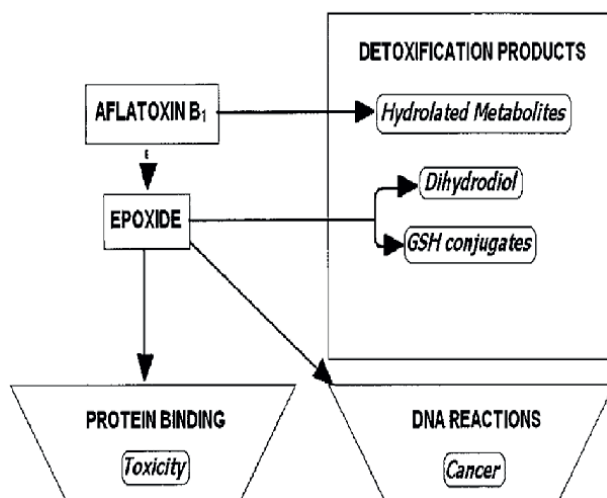 DETOXIFICATION PRODUCTS
AFLATOXIN B1
Hydrolated Metabolites
Dihydrodiol
EPOXIDE
GSH conjugates
PROTEIN BINDING
Toxicity
DNA REACTIONS
Cancer